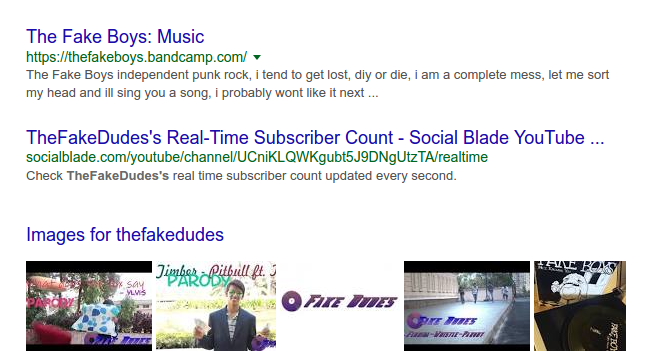 The Fake Boys: Music
https://thefakeboys.bandcamp.com/
The Fake Boys independent punk rock, i tend to get lost, diy or die, i am a complete mess, let me sort
my head and ill sing you a song, i probably wont like it next ...
TheFakeDudes's Real-Time Subscriber Count - Social Blade YouTube ...
socialblade.com/youtube/channel/UCniKLQWKgubt5J9DNgUtzTA/realtime
Check TheFakeDudes's real time subscriber count updated every second.
Images for thefakedudes
say
YLVIS
PARODY
Timber - Pitbull ft.
PARODY
FAKE DUDES
FAKE DUDES
FAKE BOYS